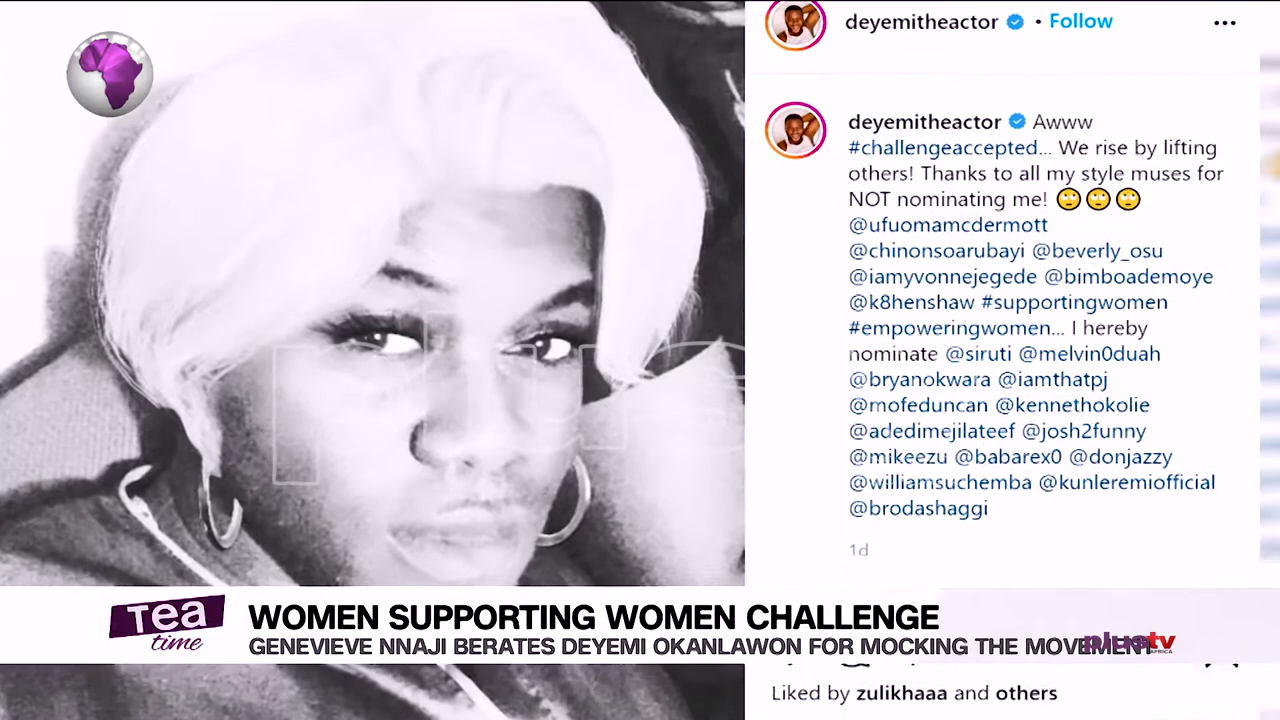 deyemitheactor • Follow ...
deyemitheactor Awww
#challengeaccepted... We rise by lifting
others! Thanks to all my style muses for
NOT nominating me! 🙄🙄🙄
@ufuomamcdermott
@chinonsoarubayi @beverly_osu
@iamyvonnejegede @bimboademoye
@k8henshaw #supportingwomen
#empoweringwomen... I hereby
nominate @siruti @melvin0duah
@bryanokwara @iamthatpj
@mofeduncan @kennethokolie
@adedimejilateef @josh2funny
@mikeezu @babarex0 @donjazzy
@williamsuchemba @kunleremiofficial
@brodashaggi
1d
Plus
Tea
time
WOMEN SUPPORTING WOMEN CHALLENGE
GENEVIEVE NNAJI BERATES DEYEMI OKANLAWON FOR MOCKING THE MOVEMENT
plustv
AFRICA
Liked by zulikhaaa and others